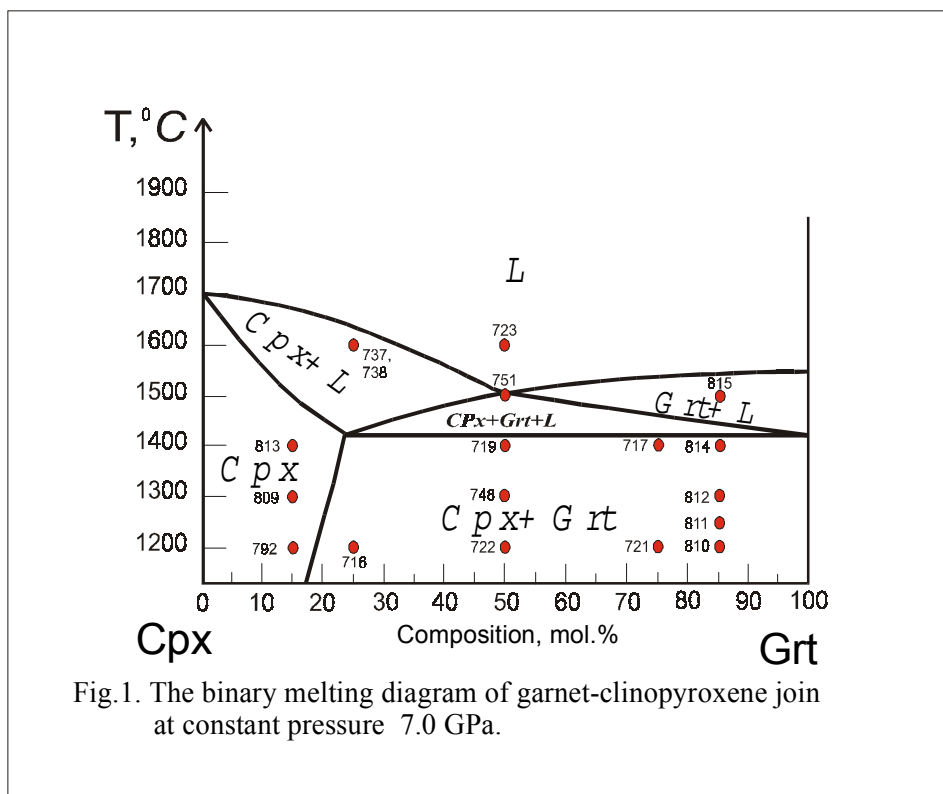 T,⁰C
1900
1800
1700
1600
1500
1400
1300
1200
L
Cpx+ L
737,
738
723
751
815
Grt+ L
CPx+Grt+L
813
719
717
814
Cpx
809
748
812
Cpx+ Grt
811
792
716
722
721
810
0 10 20 30 40 50 60 70 80 90 100
Composition, mol.%
Cpx
Grt
Fig.1. The binary melting diagram of garnet-clinopyroxene join
at constant pressure 7.0 GPa.